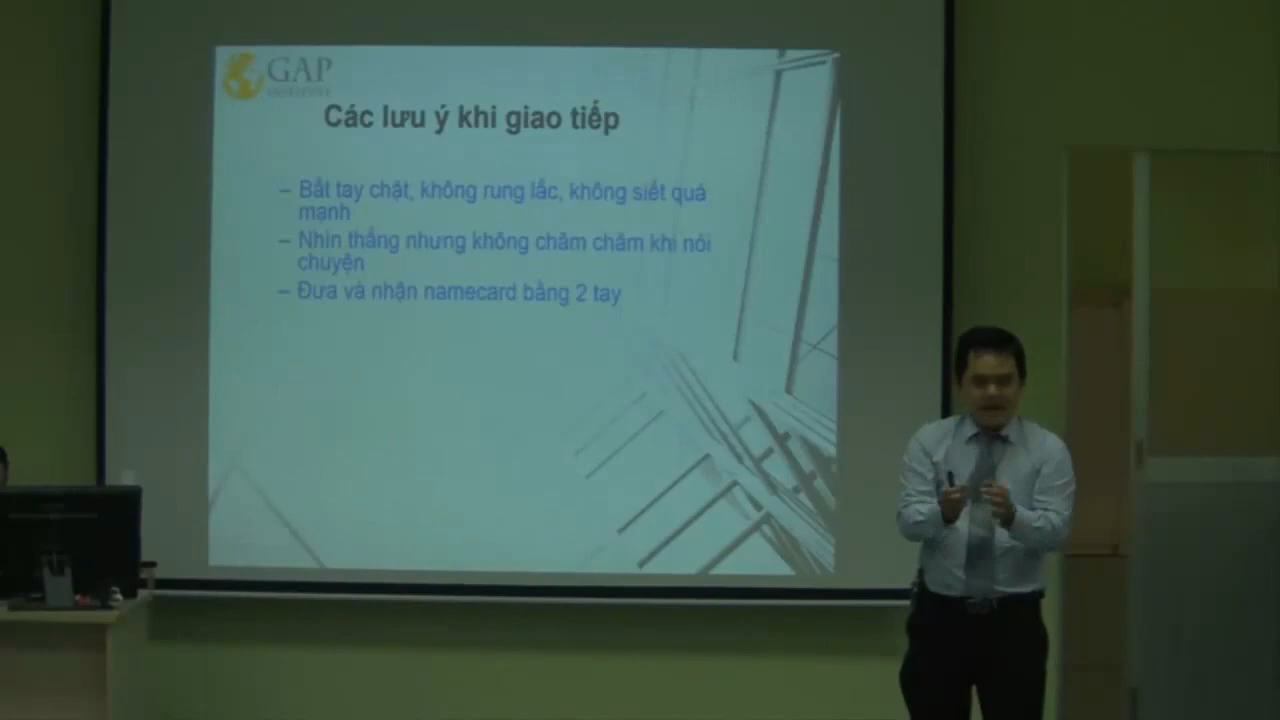 GAP
Các lưu ý khi giao tiếp
– Bắt tay chặt, không rung lắc, không siết quá
mạnh
– Nhìn thẳng nhưng không chăm chăm khi nói
chuyện
– Đưa và nhận namecard bằng 2 tay